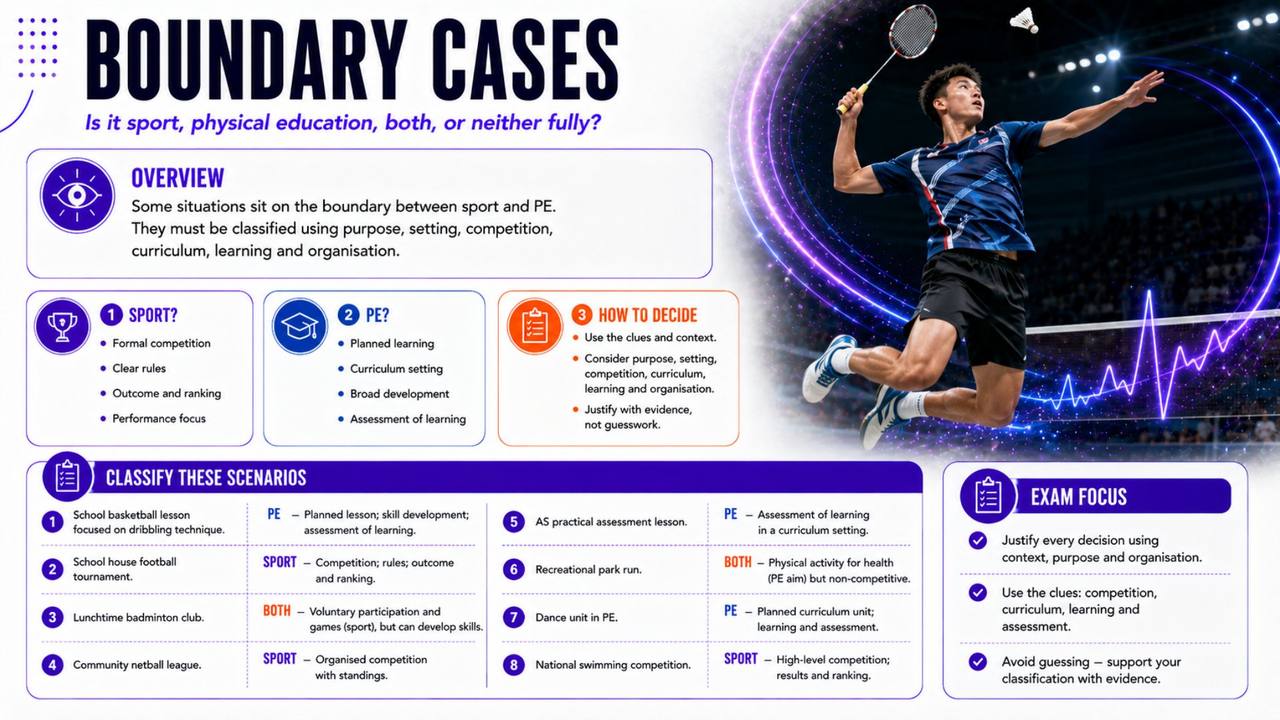 BOUNDARY CASES
Is it sport, physical education, both, or neither fully?
OVERVIEW
Some situations sit on the boundary between sport and PE.
They must be classified using purpose, setting, competition,
curriculum, learning and organisation.
1 SPORT?
• Formal competition
• Clear rules
• Outcome and ranking
• Performance focus
2 PE?
• Planned learning
• Curriculum setting
• Broad development
• Assessment of learning
3 HOW TO DECIDE
• Use the clues and context.
• Consider purpose, setting,
competition, curriculum,
learning and organisation.
• Justify with evidence,
not guesswork.
CLASSIFY THESE SCENARIOS
1 School basketball lesson
focused on dribbling technique.
PE – Planned lesson; skill development;
assessment of learning.
2 School house football
tournament.
SPORT – Competition; rules; outcome
and ranking.
3 Lunchtime badminton club.
BOTH – Voluntary participation and
games (sport), but can develop skills.
4 Community netball league.
SPORT – Organised competition
with standings.
5 AS practical assessment lesson.
PE – Assessment of learning
in a curriculum setting.
6 Recreational park run.
BOTH – Physical activity for health
(PE aim) but non-competitive.
7 Dance unit in PE.
PE – Planned curriculum unit;
learning and assessment.
8 National swimming competition.
SPORT – High-level competition;
results and ranking.
EXAM FOCUS
Justify every decision using
context, purpose and organisation.
Use the clues: competition,
curriculum, learning and
assessment.
Avoid guessing – support your
classification with evidence.